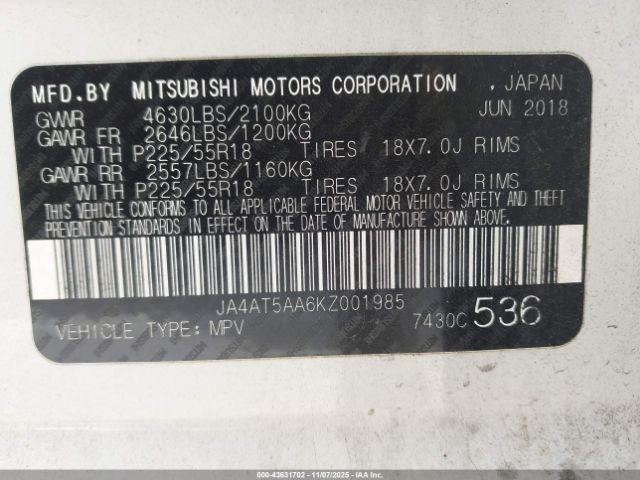 MFD.BY MITSUBISHI MOTORS CORPORATION , JAPAN
GVWR 4630LBS/2100KG JUN 2018
GAWR FR 2646LBS/1200KG
WITH P225/55R18 TIRES 18X7.0J RIMS
GAWR RR 2557LBS/1160KG
WITH P225/55R18 TIRES 18X7.0J RIMS
THIS VEHICLE CONFORMS TO ALL APPLICABLE FEDERAL MOTOR VEHICLE SAFETY AND THEFT
PREVENTION STANDARDS IN EFFECT ON THE DATE OF MANUFACTURE SHOWN ABOVE.
JA4AT5AA6KZ001985
VEHICLE TYPE: MPV 7430C 536
000-43631702 - 11/07/2025 - IAAHQ